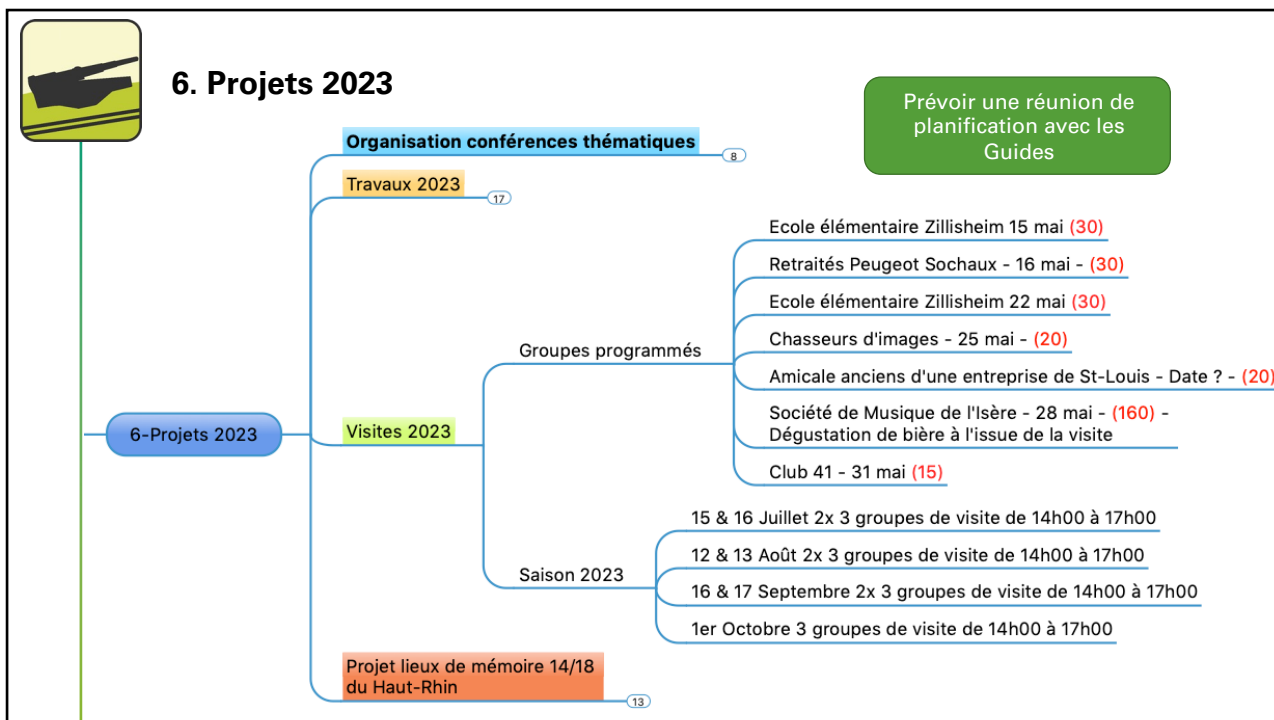 6. Projets 2023
Prévoir une réunion de
planification avec les
Guides
Organisation conférences thématiques
8
Travaux 2023
17
Ecole élémentaire Zillisheim 15 mai (30)
Retraités Peugeot Sochaux - 16 mai - (30)
Ecole élémentaire Zillisheim 22 mai (30)
Chasseurs d'images - 25 mai - (20)
Groupes programmés
Amicale anciens d'une entreprise de St-Louis - Date ? - (20)
Société de Musique de l'Isère - 28 mai - (160) -
Dégustation de bière à l'issue de la visite
Club 41 - 31 mai (15)
6-Projets 2023
Visites 2023
15 & 16 Juillet 2x 3 groupes de visite de 14h00 à 17h00
12 & 13 Août 2x 3 groupes de visite de 14h00 à 17h00
Saison 2023
16 & 17 Septembre 2x 3 groupes de visite de 14h00 à 17h00
1er Octobre 3 groupes de visite de 14h00 à 17h00
Projet lieux de mémoire 14/18
du Haut-Rhin
13